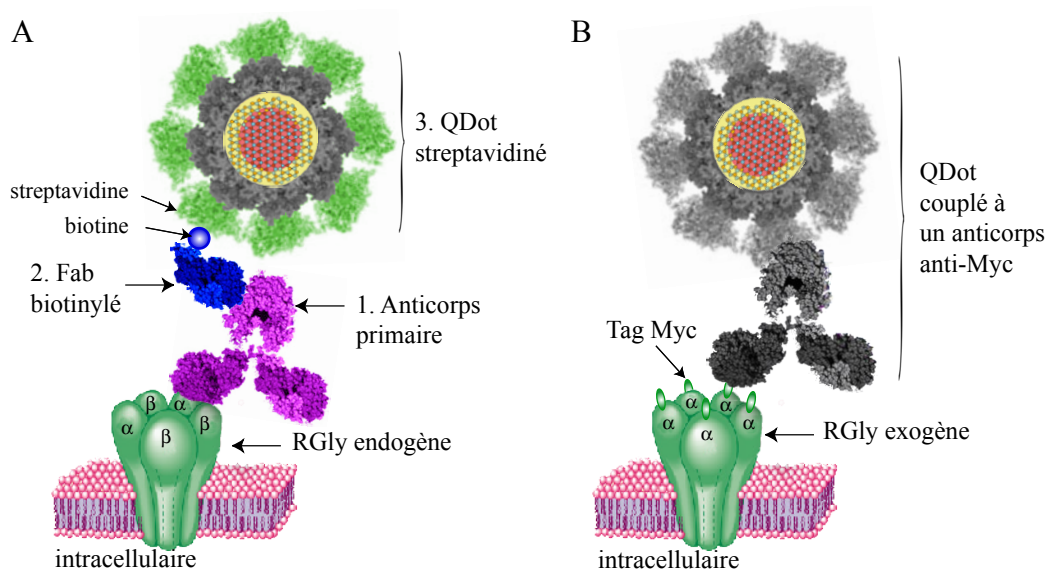 A
3. QDot
streptavidiné
streptavidine
biotine
2. Fab
biotinylé
1. Anticorps
primaire
β
α
α
β
β
RGly endogène
intracellulaire
B
QDot
couplé à
un anticorps
anti-Myc
Tag Myc
α
α
α
α
α
RGly exogène
intracellulaire